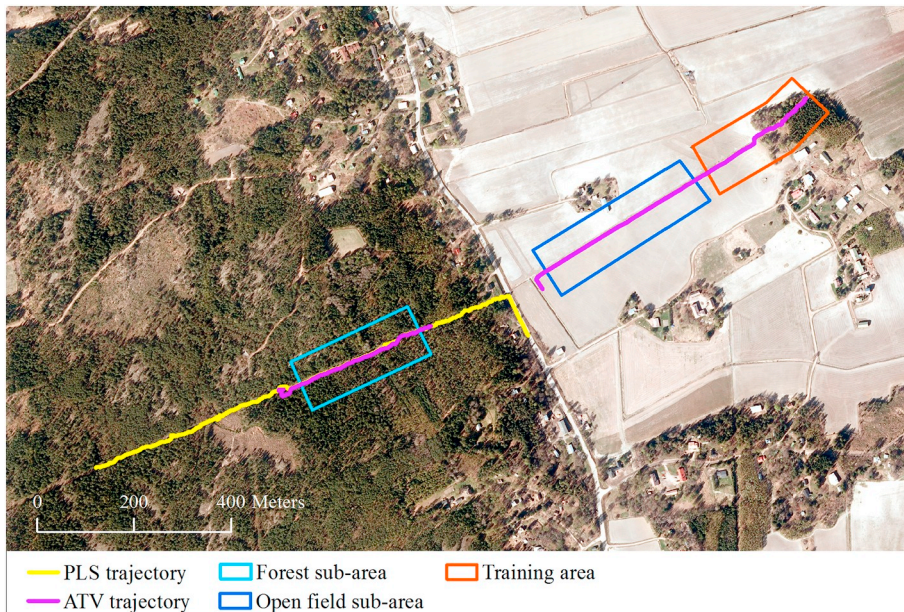 0 200 400 Meters
PLS trajectory Forest sub-area Training area
ATV trajectory Open field sub-area